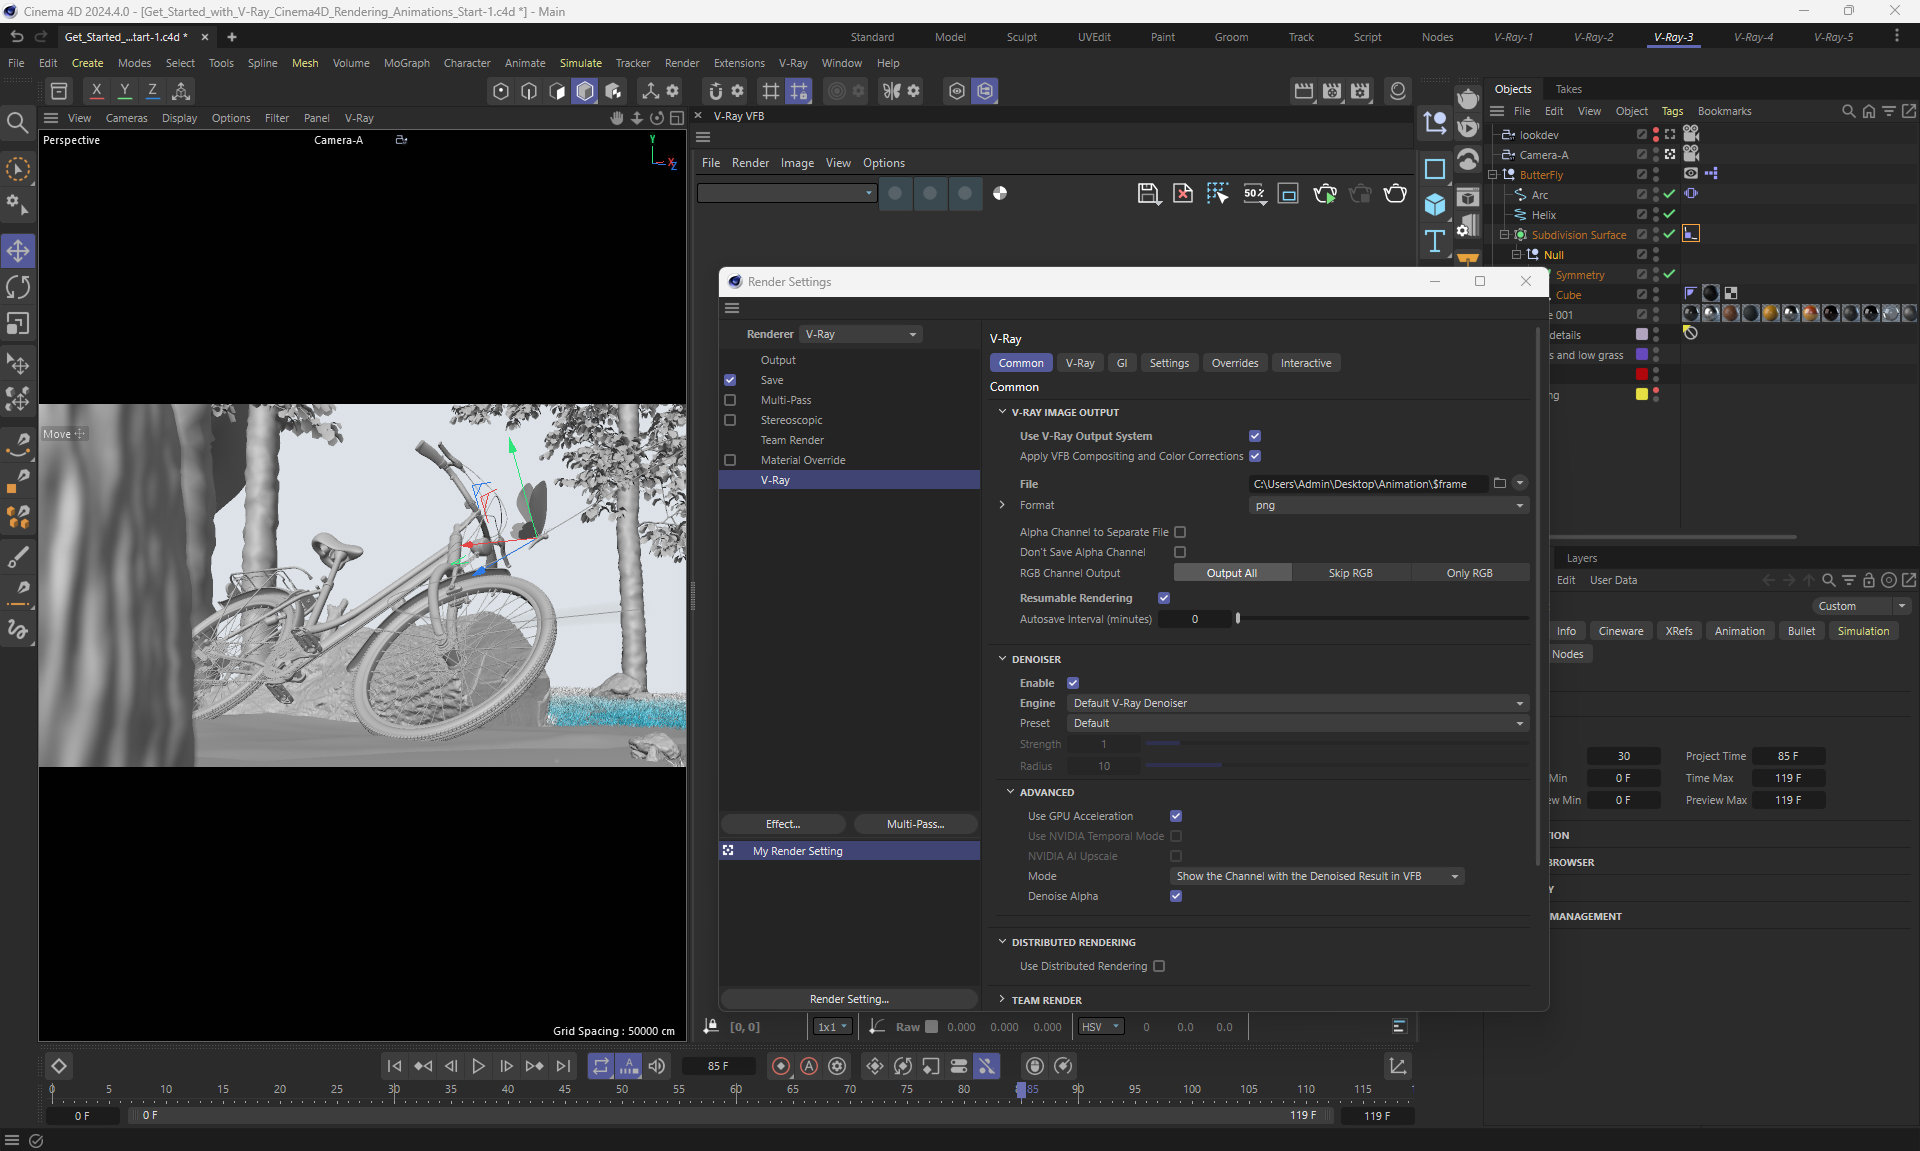 Cinema 4D 2024.4.0 - [Get_Started_with_V-Ray_Cinema4D_Rendering_Animations_Start-1.c4d *] - Main
Get_Started_...tart-1.c4d *
Standard Model Sculpt UVEdit Paint Groom Track Script Nodes V-Ray-1 V-Ray-2 V-Ray-3 V-Ray-4 V-Ray-5
File Edit Create Modes Select Tools Spline Mesh Volume MoGraph Character Animate Simulate Tracker Render Extensions V-Ray Window Help
X Y Z
Objects Takes
View Cameras Display Options Filter Panel V-Ray
V-Ray VFB
File Edit View Object Tags Bookmarks
Perspective
Camera-A
Y
X
Z
File Render Image View Options
50%
lookdev
Camera-A
ButterFly
Arc
Helix
Subdivision Surface
Null
Symmetry
Cube
e 001
details
s and low grass
ng
Move
Grid Spacing : 50000 cm
Render Settings
Renderer V-Ray
Output
Save
Multi-Pass
Stereoscopic
Team Render
Material Override
V-Ray
Effect... Multi-Pass...
My Render Setting
Render Setting...
V-Ray
Common V-Ray GI Settings Overrides Interactive
Common
V-RAY IMAGE OUTPUT
Use V-Ray Output System
Apply VFB Compositing and Color Corrections
File C:\Users\Admin\Desktop\Animation\$frame
Format png
Alpha Channel to Separate File
Don't Save Alpha Channel
RGB Channel Output Output All Skip RGB Only RGB
Resumable Rendering
Autosave Interval (minutes) 0
DENOISER
Enable
Engine Default V-Ray Denoiser
Preset Default
Strength 1
Radius 10
ADVANCED
Use GPU Acceleration
Use NVIDIA Temporal Mode
NVIDIA AI Upscale
Mode Show the Channel with the Denoised Result in VFB
Denoise Alpha
DISTRIBUTED RENDERING
Use Distributed Rendering
TEAM RENDER
Layers
Edit User Data
Custom
Info Cineware XRefs Animation Bullet Simulation
Nodes
30 Project Time 85 F
Min 0 F Time Max 119 F
ew Min 0 F Preview Max 119 F
ION
BROWSER
Y
MANAGEMENT
[0, 0] 1x1 Raw 0.000 0.000 0.000 HSV 0 0.0 0.0
85 F
0 5 10 15 20 25 30 35 40 45 50 55 60 65 70 75 80 85 90 95 100 105 110 115
0 F 0 F 119 F 119 F